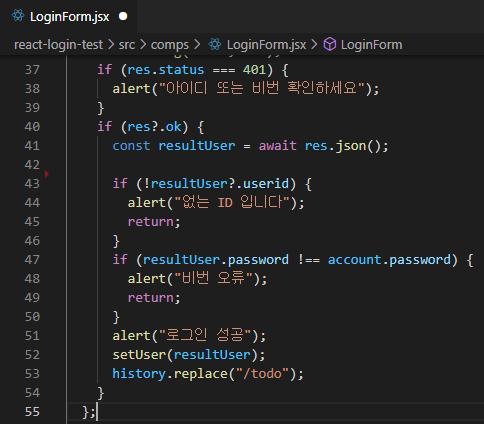 LoginForm.jsx
react-login-test > src > comps > LoginForm.jsx > LoginForm
37 if (res.status === 401) {
38 alert("아이디 또는 비번 확인하세요");
39 }
40 if (res?.ok) {
41 const resultUser = await res.json();
42
43 if (!resultUser?.userid) {
44 alert("없는 ID 입니다");
45 return;
46 }
47 if (resultUser.password !== account.password) {
48 alert("비번 오류");
49 return;
50 }
51 alert("로그인 성공");
52 setUser(resultUser);
53 history.replace("/todo");
54 }
55 };